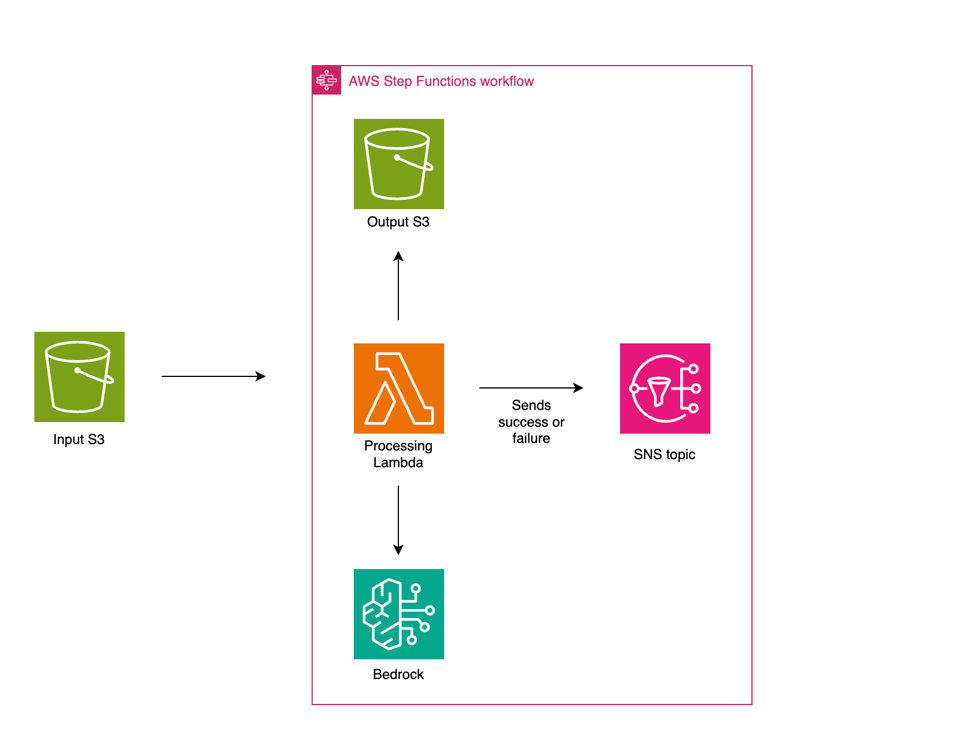 AWS Step Functions workflow
Output S3
Input S3
Processing
Lambda
Sends
success or
failure
SNS topic
Bedrock